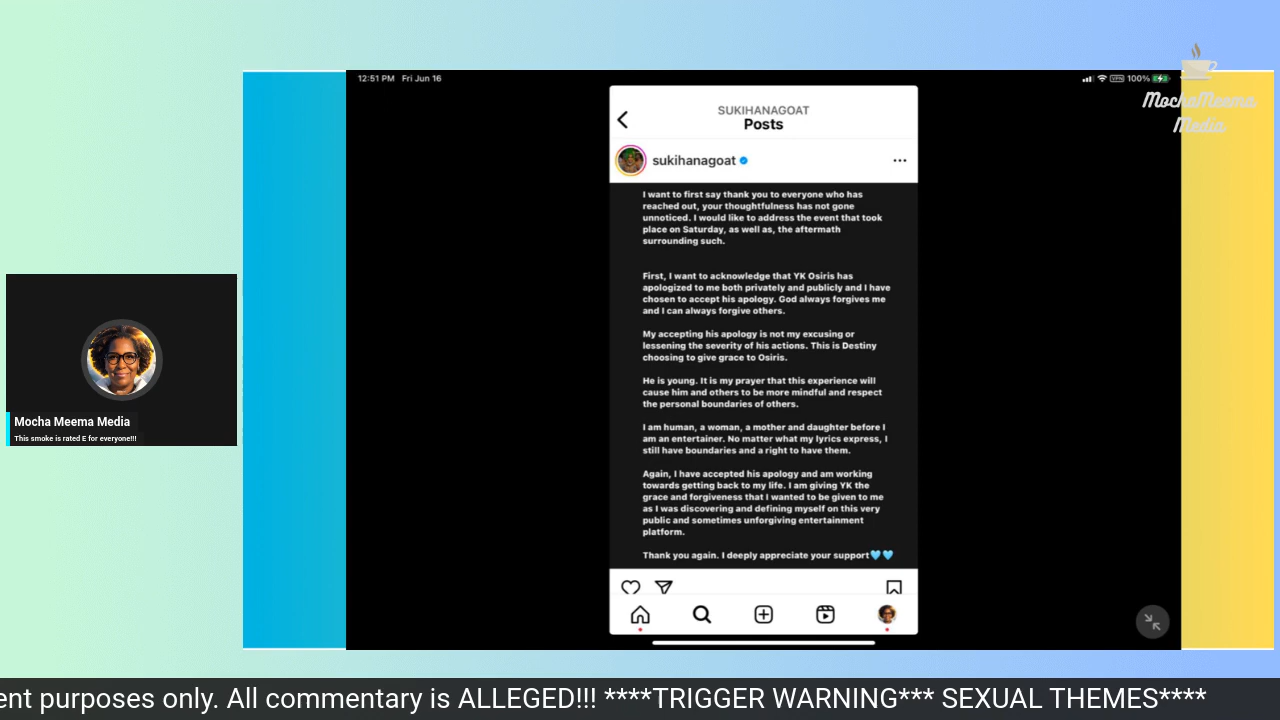 12:51 PM Fri Jun 16
VPN 100%
MochaMeema
Media
SUKIHANAGOAT
Posts
sukihanagoat
I want to first say thank you to everyone who has
reached out, your thoughtfulness has not gone
unnoticed. I would like to address the event that took
place on Saturday, as well as, the aftermath
surrounding such.
First, I want to acknowledge that YK Osiris has
apologized to me both privately and publicly and I have
chosen to accept his apology. God always forgives me
and I can always forgive others.
My accepting his apology is not my excusing or
lessening the severity of his actions. This is Destiny
choosing to give grace to Osiris.
He is young. It is my prayer that this experience will
cause him and others to be more mindful and respect
the personal boundaries of others.
I am human, a woman, a mother and daughter before I
am an entertainer. No matter what my lyrics express, I
still have boundaries and a right to have them.
Again, I have accepted his apology and am working
towards getting back to my life. I am giving YK the
grace and forgiveness that I wanted to be given to me
as I was discovering and defining myself on this very
public and sometimes unforgiving entertainment
platform.
Thank you again. I deeply appreciate your support🩵🩵
Mocha Meema Media
This smoke is rated E for everyone!!!
ent purposes only. All commentary is ALLEGED!!! ****TRIGGER WARNING*** SEXUAL THEMES****